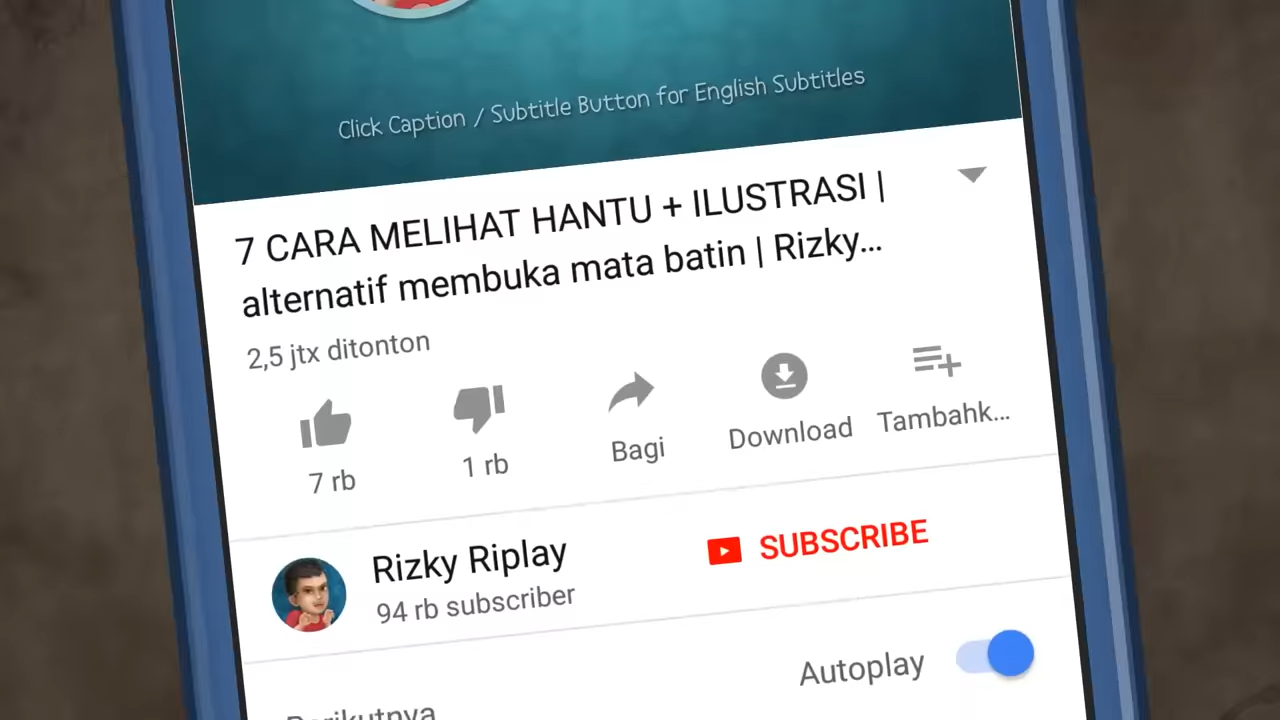 Click Caption / Subtitle Button for English Subtitles
7 CARA MELIHAT HANTU + ILUSTRASI |
alternatif membuka mata batin | Rizky...
2,5 jtx ditonton
7 rb
1 rb
Bagi
Download
Tambahk...
Rizky Riplay
SUBSCRIBE
94 rb subscriber
Autoplay
Berikutnya